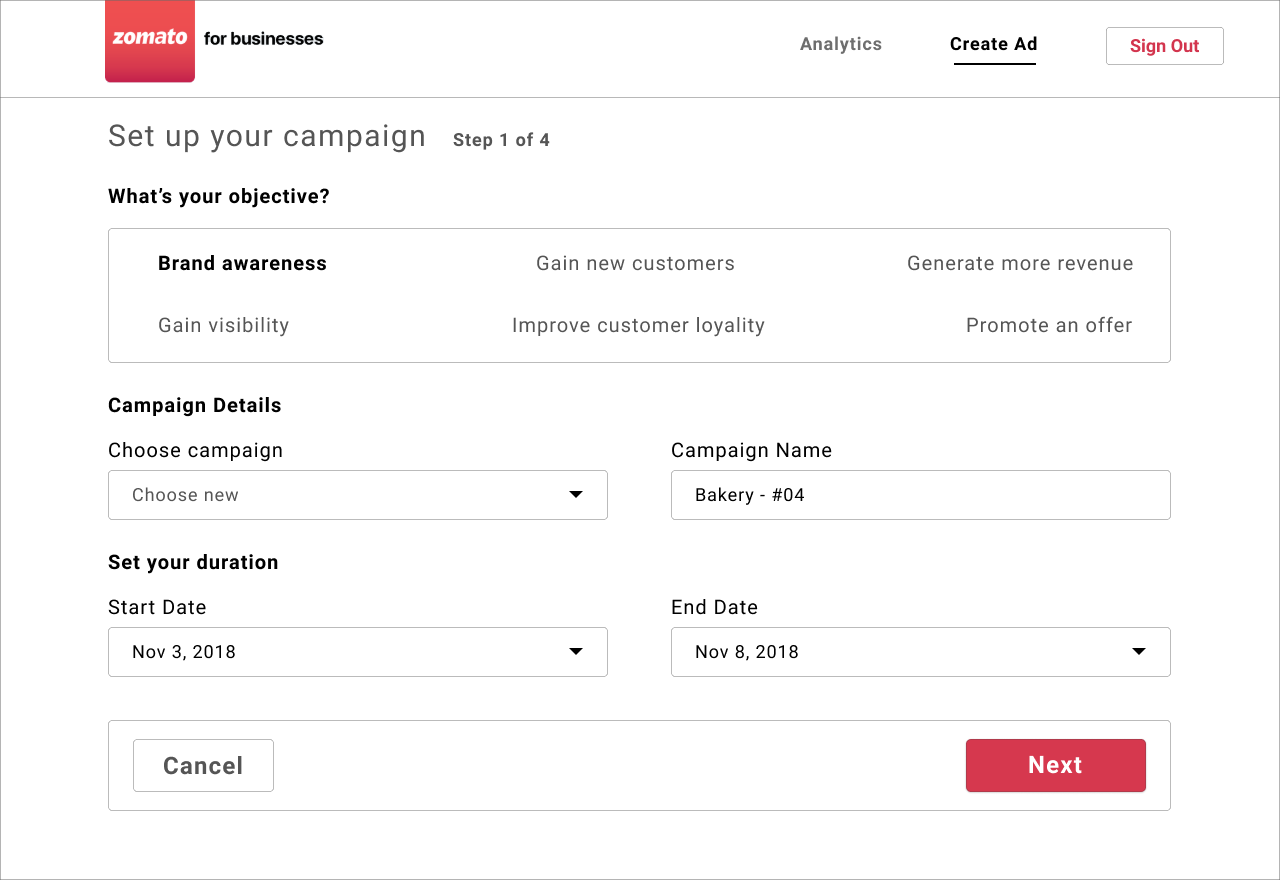 zomato for businesses
Analytics
Create Ad
Sign Out
Set up your campaign
Step 1 of 4
What’s your objective?
Brand awareness
Gain new customers
Generate more revenue
Gain visibility
Improve customer loyality
Promote an offer
Campaign Details
Choose campaign
Campaign Name
Choose new
Bakery - #04
Set your duration
Start Date
End Date
Nov 3, 2018
Nov 8, 2018
Cancel
Next